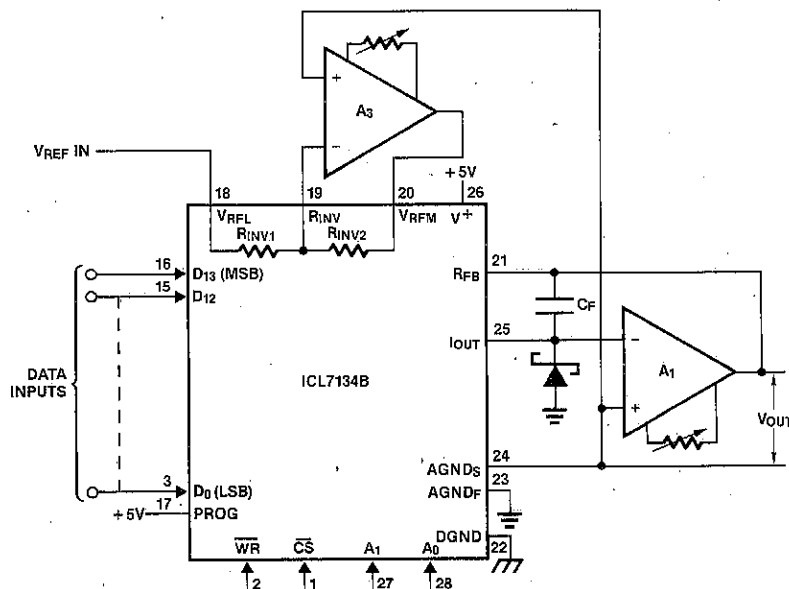 +
A3
−
VREF IN
+5V
18
19
20
26
VRFL
RINV
VRFM
V+
RINV1
RINV2
16
D13 (MSB)
15
D12
RFB
21
CF
IOUT
25
−
A1
+
DATA
INPUTS
ICL7134B
VOUT
AGNDS
24
23
AGNDF
3
D0 (LSB)
17
+5V
PROG
DGND
22
WR
CS
A1
A0
2
1
27
28